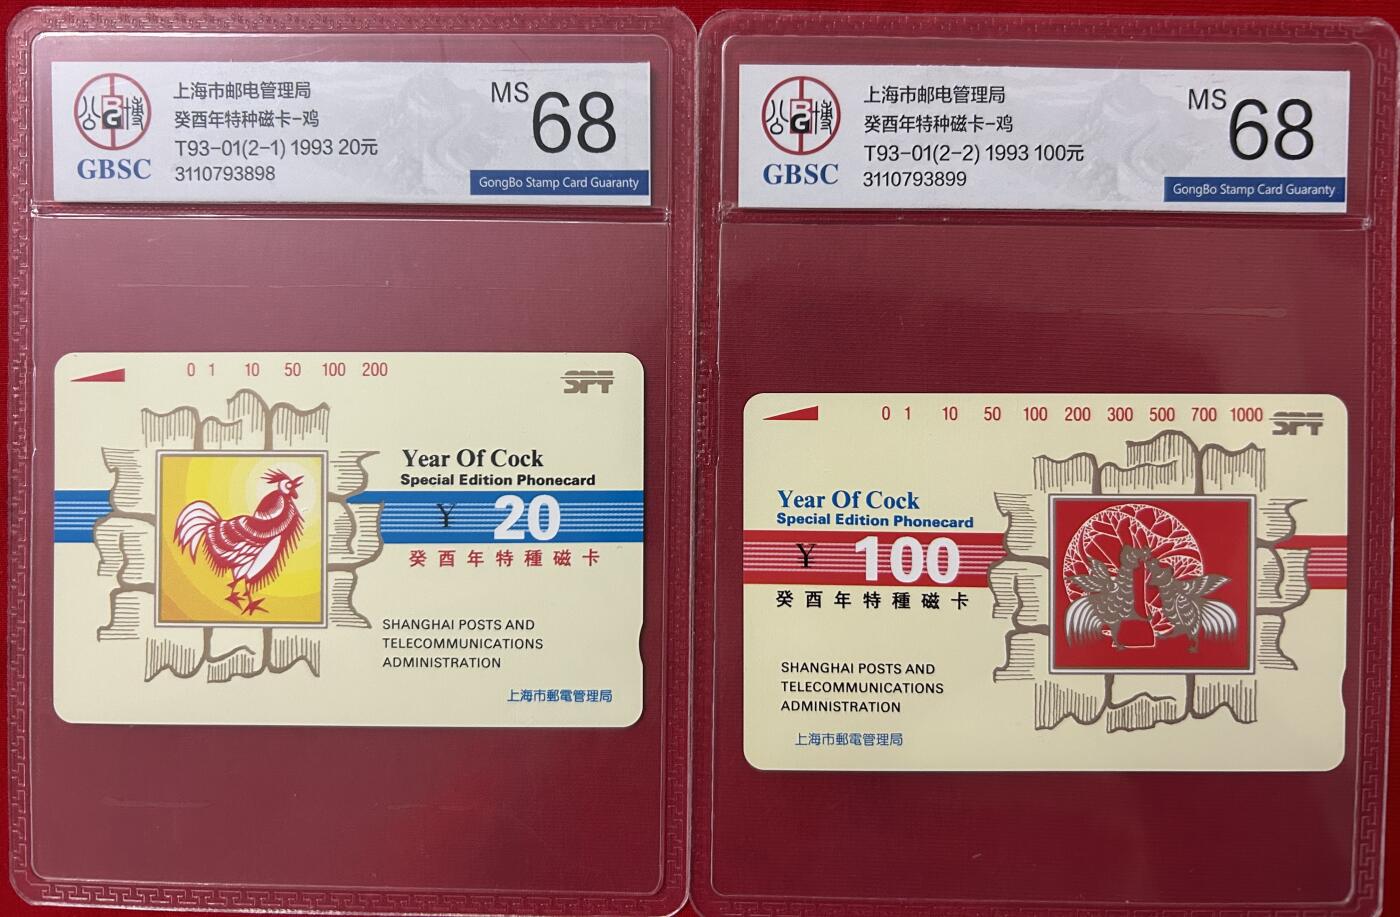 公博
BG
GBSC
上海市邮电管理局
癸酉年特种磁卡-鸡
T93-01(2-1) 1993 20元
3110793898
MS 68
GongBo Stamp Card Guaranty
0 1 10 50 100 200
SPT
Year Of Cock
Special Edition Phonecard
¥ 20
癸酉年特種磁卡
SHANGHAI POSTS AND
TELECOMMUNICATIONS
ADMINISTRATION
上海市郵電管理局
公博
BG
GBSC
上海市邮电管理局
癸酉年特种磁卡-鸡
T93-01(2-2) 1993 100元
3110793899
MS 68
GongBo Stamp Card Guaranty
0 1 10 50 100 200 300 500 700 1000
SPT
Year Of Cock
Special Edition Phonecard
¥ 100
癸酉年特種磁卡
SHANGHAI POSTS AND
TELECOMMUNICATIONS
ADMINISTRATION
上海市郵電管理局